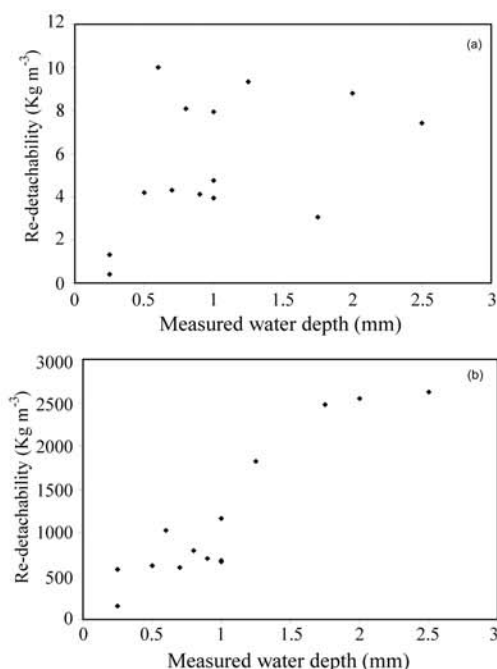 (a)
Re-detachability (Kg m-3)
12
10
8
6
4
2
0
0 0.5 1 1.5 2 2.5 3
Measured water depth (mm)
(b)
Re-detachability (Kg m-3)
3000
2500
2000
1500
1000
500
0
0 0.5 1 1.5 2 2.5 3
Measured water depth (mm)